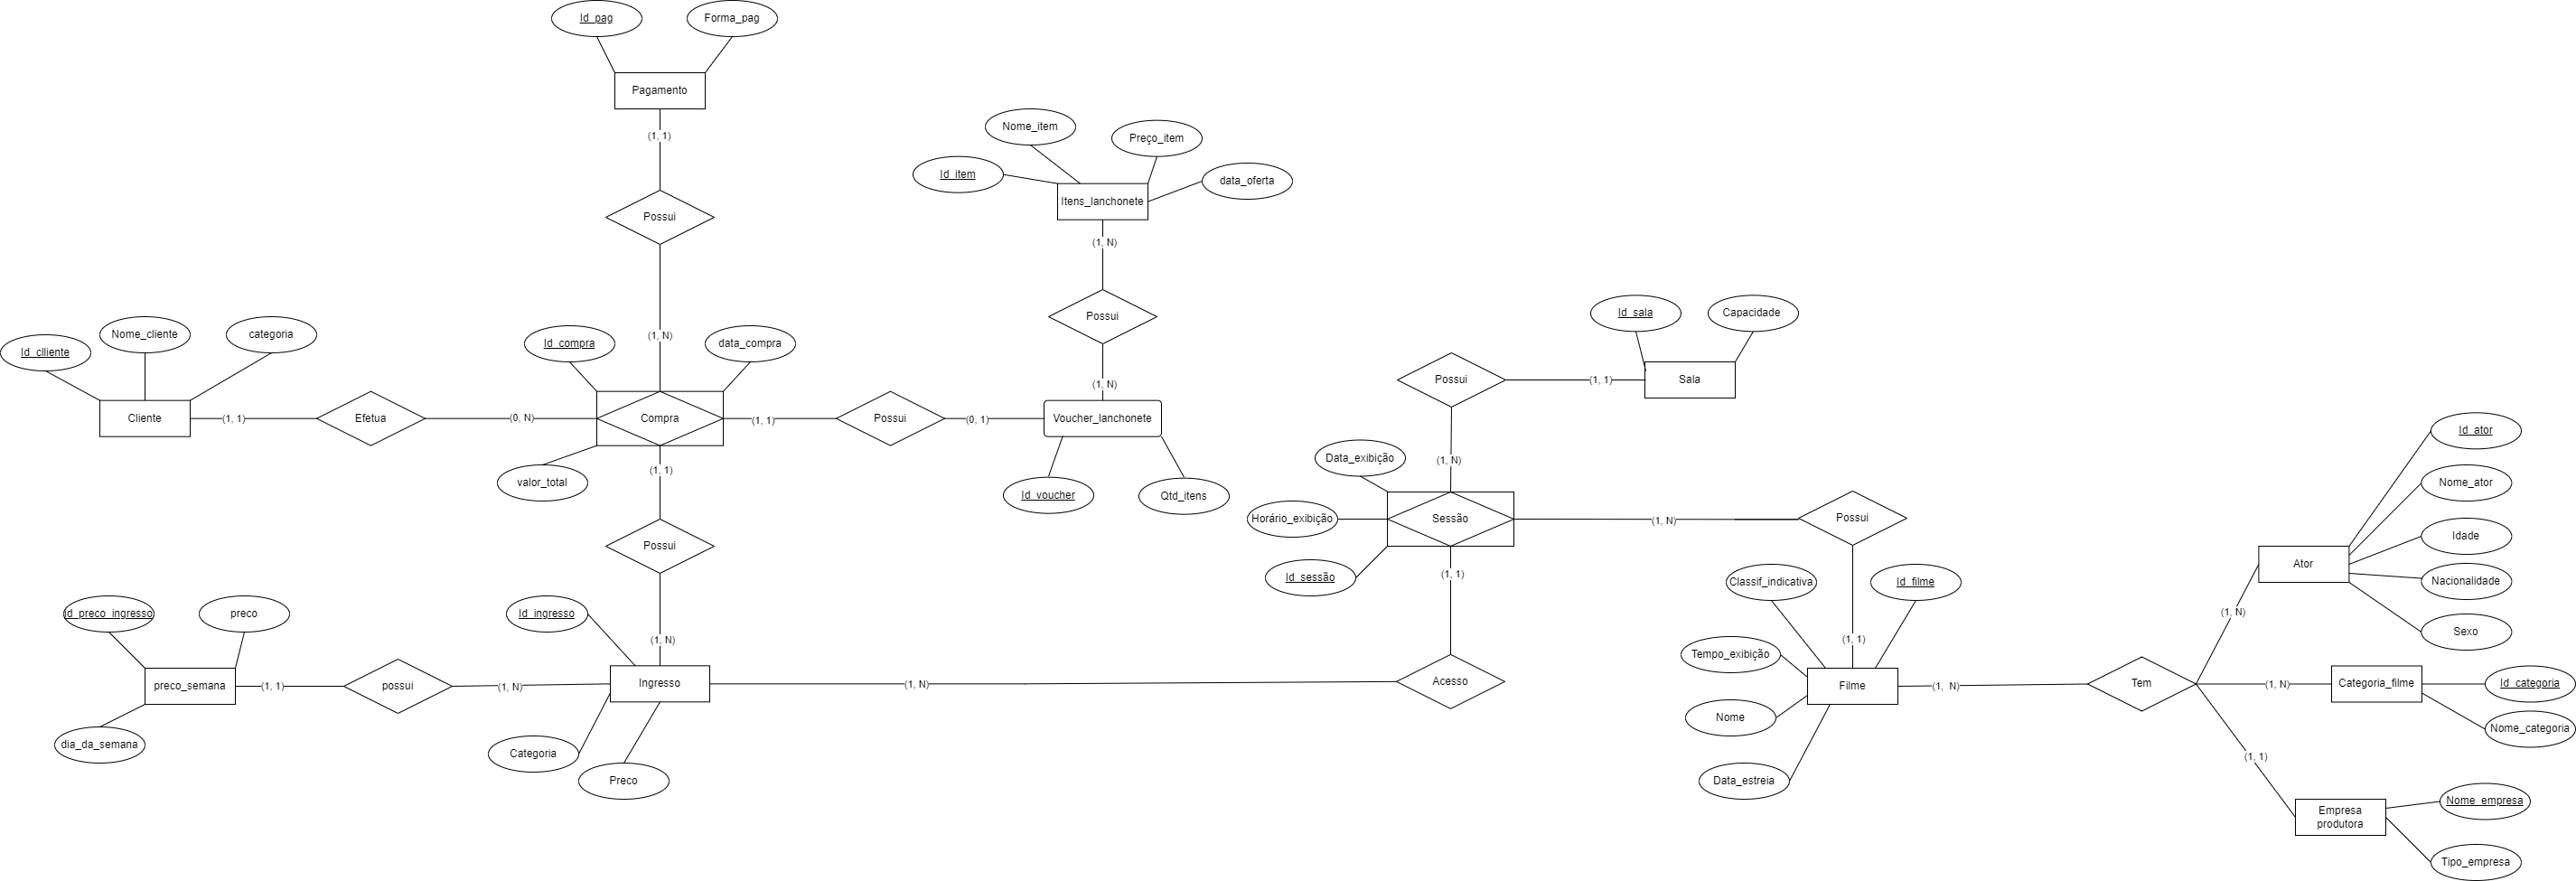 Id_pag
Forma_pag
Pagamento
(1, 1)
Possui
(1, N)
Nome_item
Preço_item
Id_item
data_oferta
Itens_lanchonete
(1, N)
Possui
(1, N)
Id_clliente
Nome_cliente
categoria
Cliente
(1, 1)
Efetua
(0, N)
Id_compra
data_compra
Compra
valor_total
(1, 1)
Possui
(0, 1)
Voucher_lanchonete
Id_voucher
Qtd_itens
(1, 1)
Possui
(1, N)
Id_sala
Capacidade
Possui
(1, 1)
Sala
(1, N)
Data_exibição
Horário_exibição
Sessão
Id_sessão
(1, N)
Possui
(1, 1)
(1, 1)
Id_preco_ingresso
preco
preco_semana
dia_da_semana
(1, 1)
possui
(1, N)
Id_ingresso
Ingresso
Categoria
Preco
(1, N)
Acesso
Classif_indicativa
Id_filme
Tempo_exibição
Filme
Nome
Data_estreia
(1, N)
Tem
(1, N)
(1, N)
(1, 1)
Id_ator
Nome_ator
Idade
Ator
Nacionalidade
Sexo
Categoria_filme
Id_categoria
Nome_categoria
Empresa
produtora
Nome_empresa
Tipo_empresa